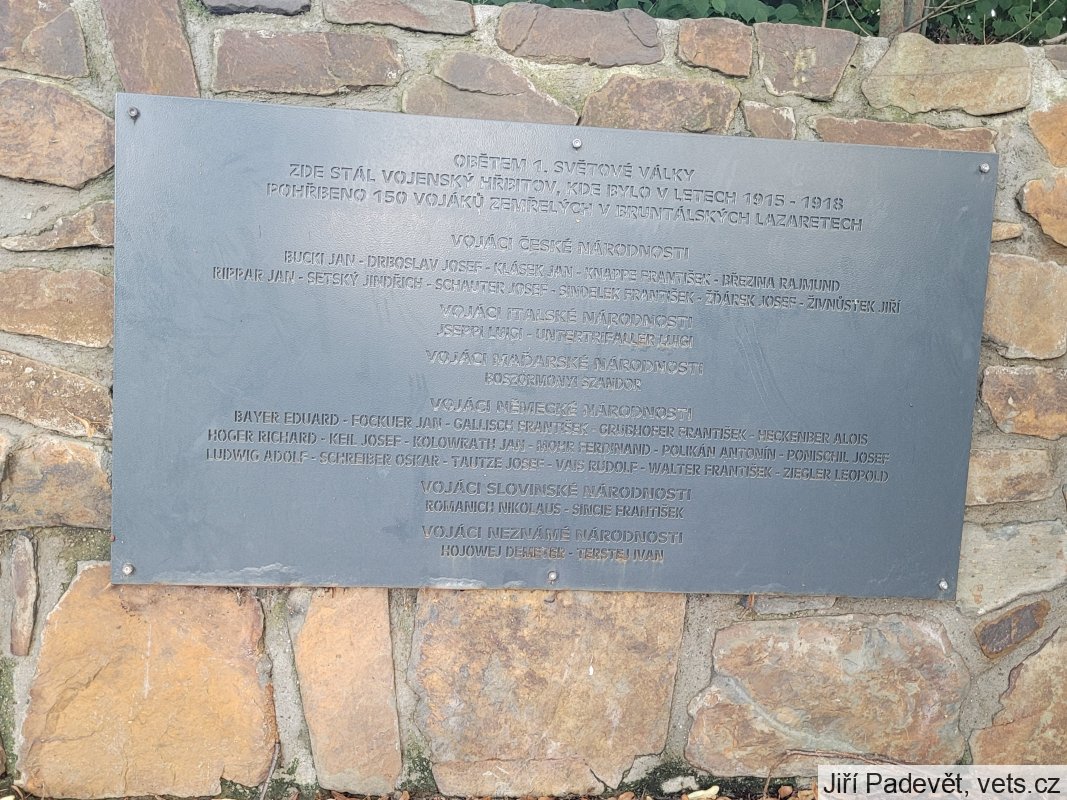 OBĚTEM 1. SVĚTOVÉ VÁLKY
ZDE STÁL VOJENSKÝ HŘBITOV, KDE BYLO V LETECH 1915 - 1918
POHŘBENO 150 VOJÁKŮ ZEMŘELÝCH V BRUNTÁLSKÝCH LAZARETECH
VOJÁCI ČESKÉ NÁRODNOSTI
BUCKI JAN - DRBOSLAV JOSEF - KLÁSEK JAN - KNAPPE FRANTIŠEK - BŘEZINA RAJMUND
RIPPAR JAN - SETSKÝ JINDŘICH - SCHAUTER JOSEF - SINDELEK FRANTIŠEK - ŽĎÁREK JOSEF - ŽIVNŮSTEK JIŘÍ
VOJÁCI ITALSKÉ NÁRODNOSTI
JSEPPI LUIGI - UNTERTRIFALLER LUIGI
VOJÁCI MAĎARSKÉ NÁRODNOSTI
BOSZORMONYI SZANDOR
VOJÁCI NĚMECKÉ NÁRODNOSTI
BAYER EDUARD - FOCKUER JAN - GALLISCH FRANTIŠEK - GRUBHOFER FRANTIŠEK - HECKENBER ALOIS
HOGER RICHARD - KEIL JOSEF - KOLOWRATH JAN - MOHR FERDINAND - POLIKÁN ANTONÍN - PONISCHIL JOSEF
LUDWIG ADOLF - SCHREIBER OSKAR - TAUTZE JOSEF - VAIS RUDOLF - WALTER FRANTIŠEK - ZIEGLER LEOPOLD
VOJÁCI SLOVINSKÉ NÁRODNOSTI
ROMANICH NIKOLAUS - SINCIE FRANTIŠEK
VOJÁCI NEZNÁMÉ NÁRODNOSTI
HOJOWEJ DEMETER - TERSTEJ IVAN
Jiří Padevět, vets.cz